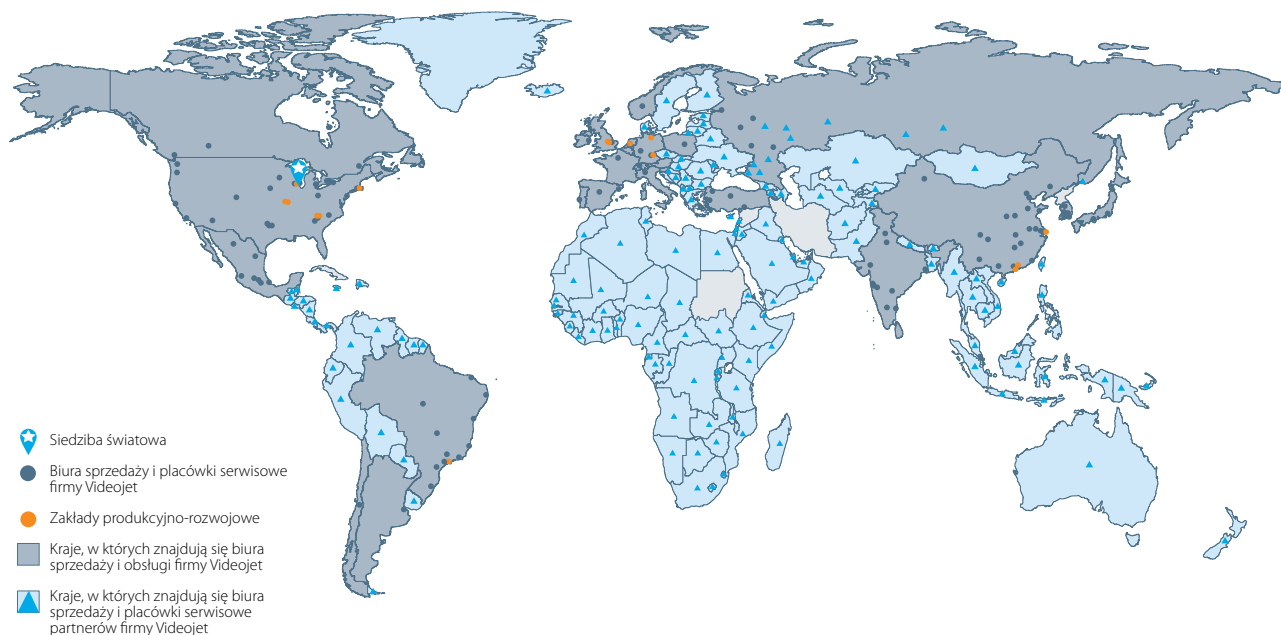 Siedziba światowa
Biura sprzedaży i placówki serwisowe
firmy Videojet
Zakłady produkcyjno-rozwojowe
Kraje, w których znajdują się biura
sprzedaży i obsługi firmy Videojet
Kraje, w których znajdują się biura
sprzedaży i placówki serwisowe
partnerów firmy Videojet